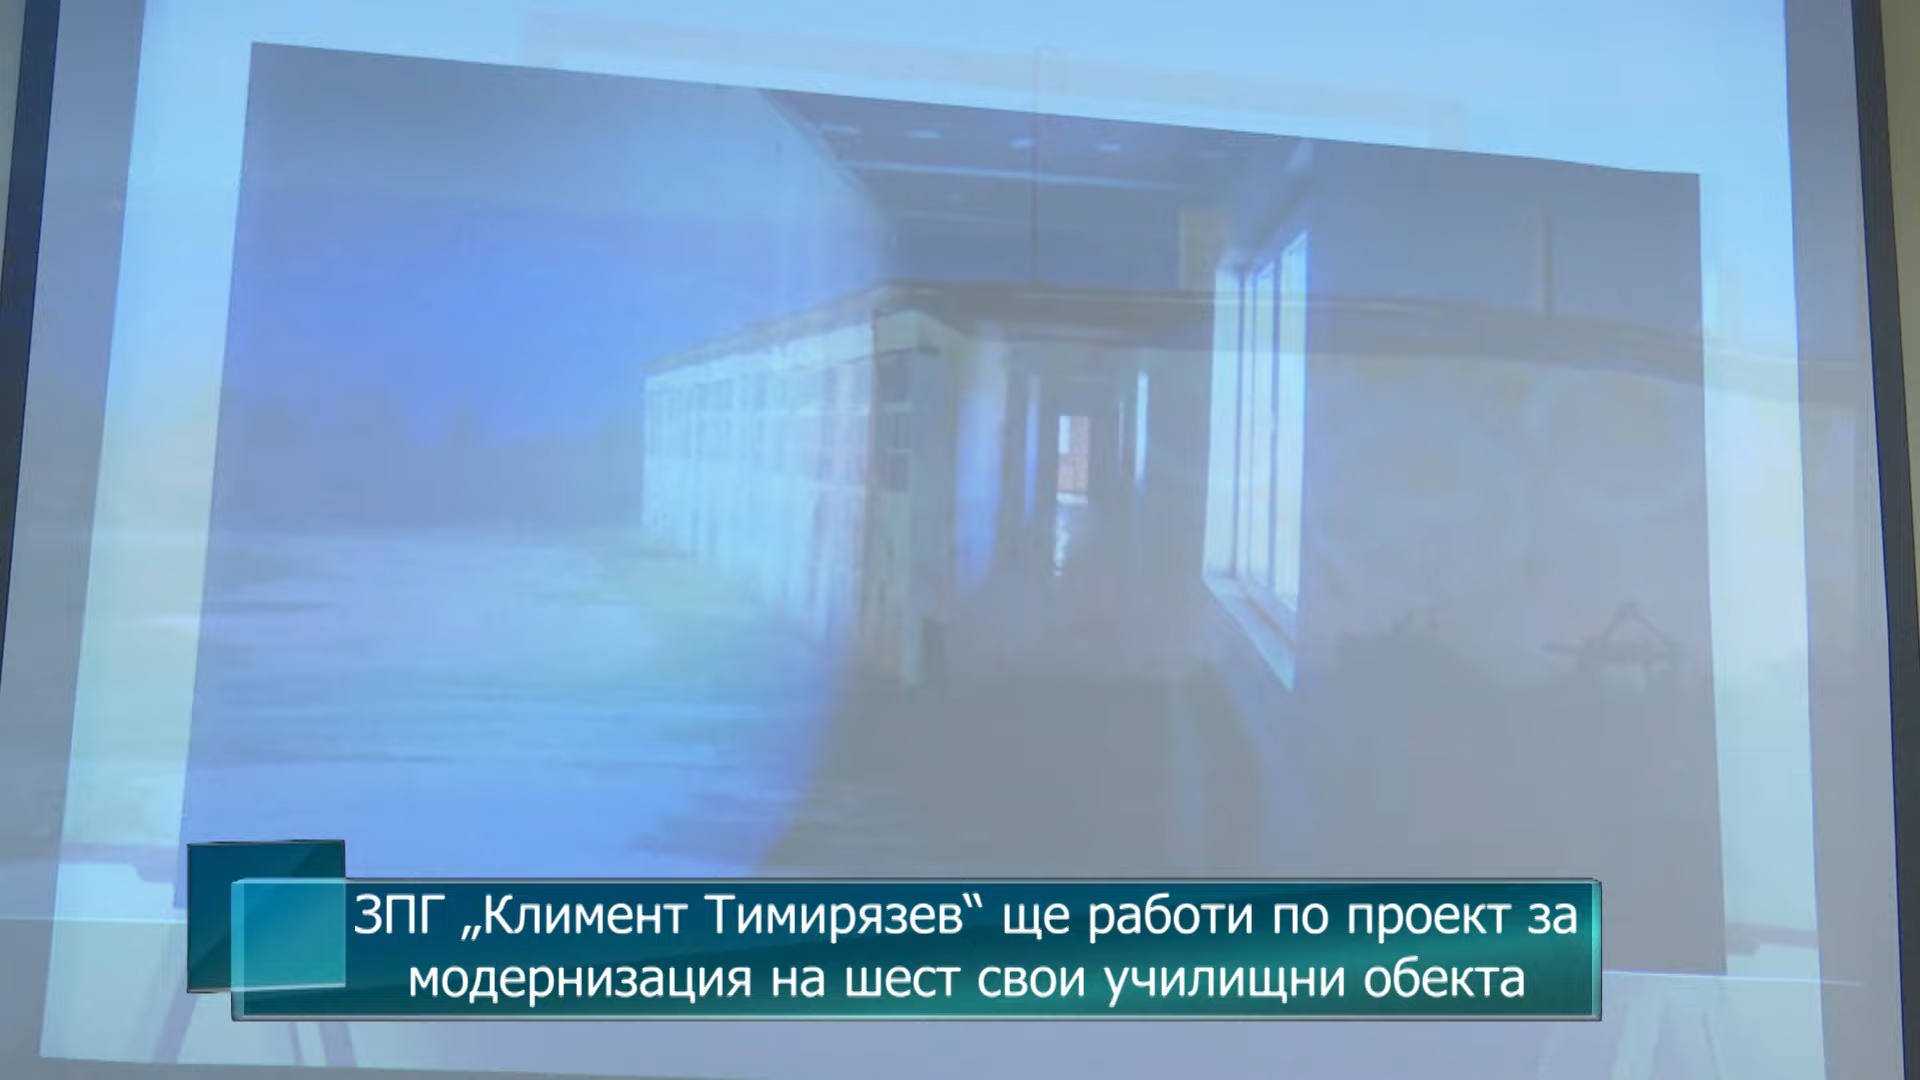 ЗПГ „Климент Тимирязев“ ще работи по проект за
модернизация на шест свои училищни обекта